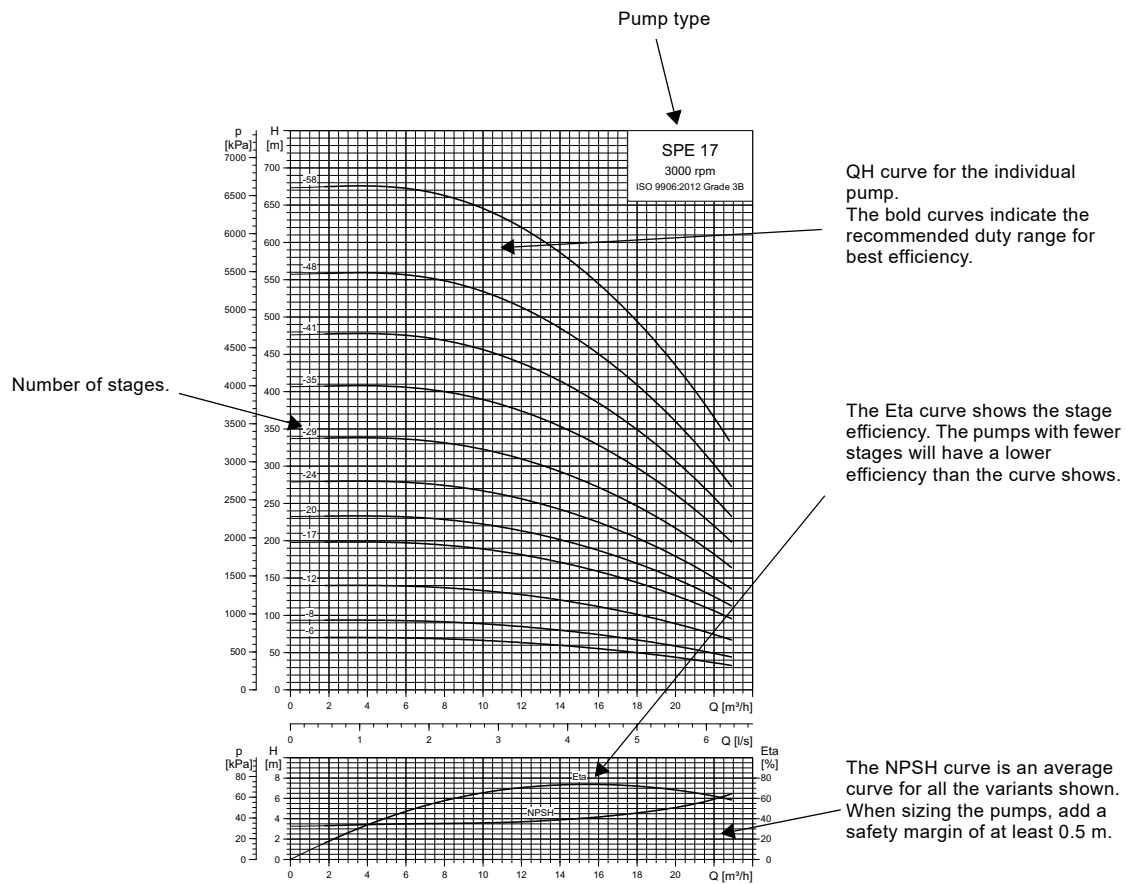 Pump type
p
[kPa]
H
[m]
SPE 17
3000 rpm
ISO 9906:2012 Grade 3B
7000
6500
6000
5500
5000
4500
4000
3500
3000
2500
2000
1500
1000
500
0
700
650
600
550
500
450
400
350
300
250
200
150
100
50
0
-58
-48
-41
-35
-29
-24
-20
-17
-12
-8
-6
0 2 4 6 8 10 12 14 16 18 20 Q [m³/h]
0 1 2 3 4 5 6 Q [l/s]
QH curve for the individual
pump.
The bold curves indicate the
recommended duty range for
best efficiency.
Number of stages.
The Eta curve shows the stage
efficiency. The pumps with fewer
stages will have a lower
efficiency than the curve shows.
p
[kPa]
H
[m]
Eta
[%]
80
60
40
20
0
8
6
4
2
0
Eta
NPSH
80
60
40
20
0
0 2 4 6 8 10 12 14 16 18 20 Q [m³/h]
The NPSH curve is an average
curve for all the variants shown.
When sizing the pumps, add a
safety margin of at least 0.5 m.